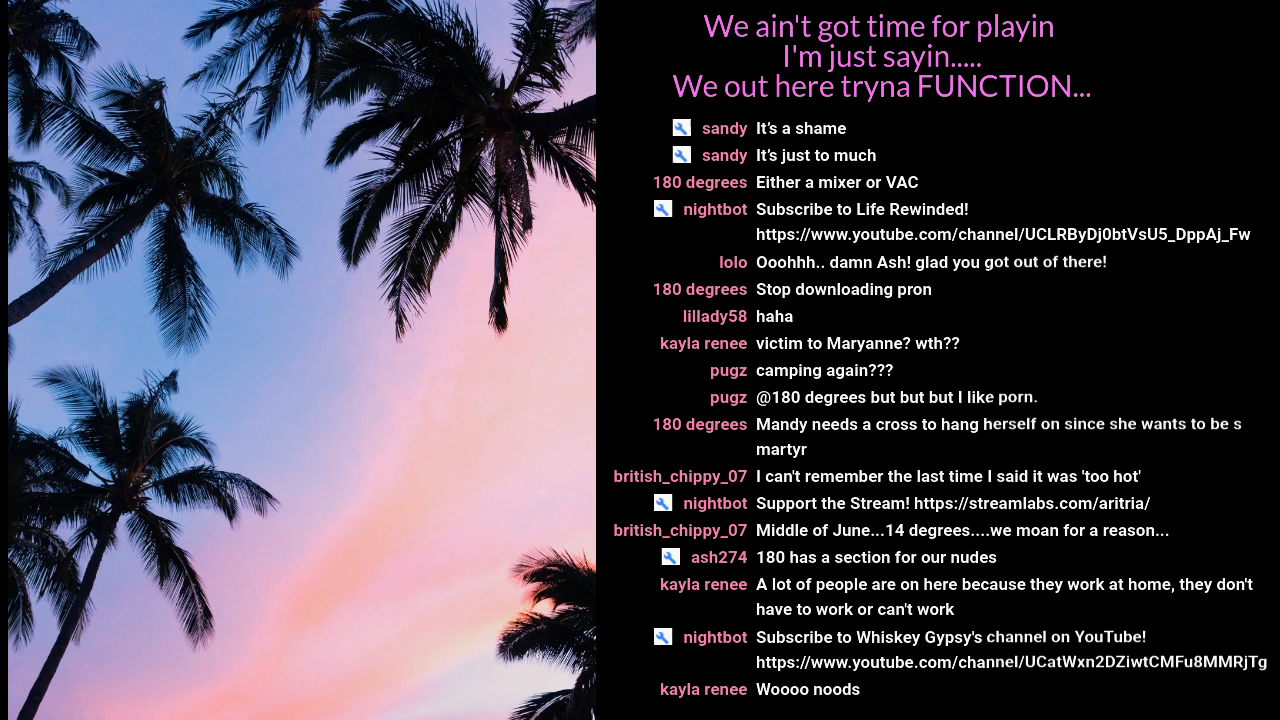 We ain't got time for playin
I'm just sayin.....
We out here tryna FUNCTION...
sandy It's a shame
sandy It's just to much
180 degrees Either a mixer or VAC
nightbot Subscribe to Life Rewinded!
https://www.youtube.com/channel/UCLRByDj0btVsU5_DppAj_Fw
lolo Ooohhh.. damn Ash! glad you got out of there!
180 degrees Stop downloading pron
lillady58 haha
kayla renee victim to Maryanne? wth??
pugz camping again???
pugz @180 degrees but but but I like porn.
180 degrees Mandy needs a cross to hang herself on since she wants to be s
martyr
british_chippy_07 I can't remember the last time I said it was 'too hot'
nightbot Support the Stream! https://streamlabs.com/aritria/
british_chippy_07 Middle of June...14 degrees....we moan for a reason...
ash274 180 has a section for our nudes
kayla renee A lot of people are on here because they work at home, they don't
have to work or can't work
nightbot Subscribe to Whiskey Gypsy's channel on YouTube!
https://www.youtube.com/channel/UCatWxn2DZiwtCMFu8MMRjTg
kayla renee Woooo noods